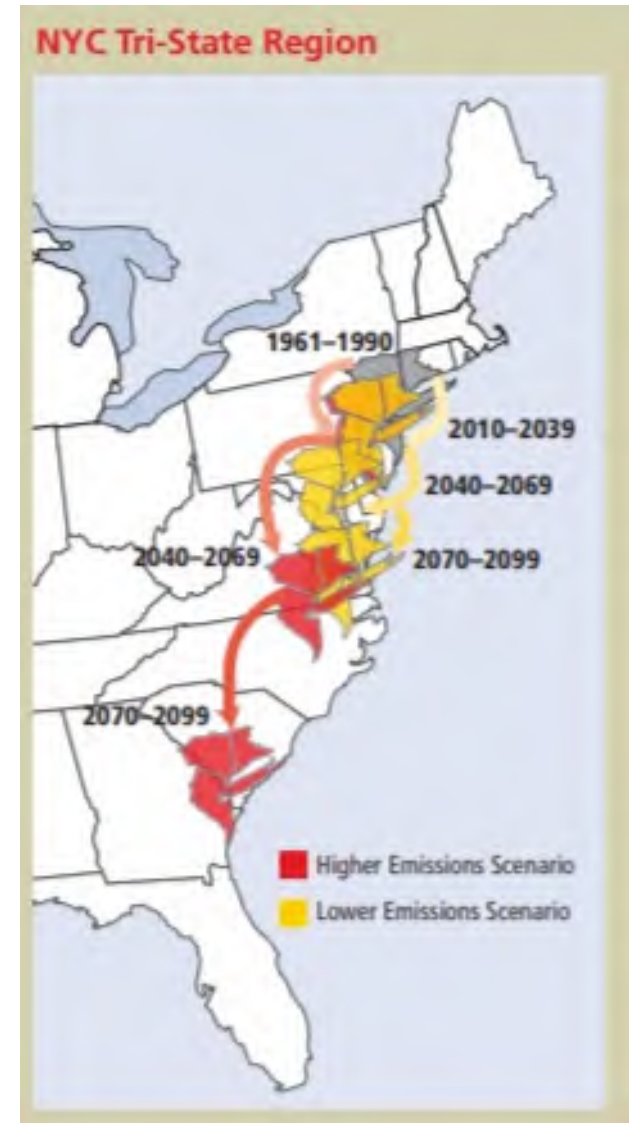 NYC Tri-State Region
1961–1990
2010–2039
2040–2069
2040–2069
2070–2099
2070–2099
Higher Emissions Scenario
Lower Emissions Scenario